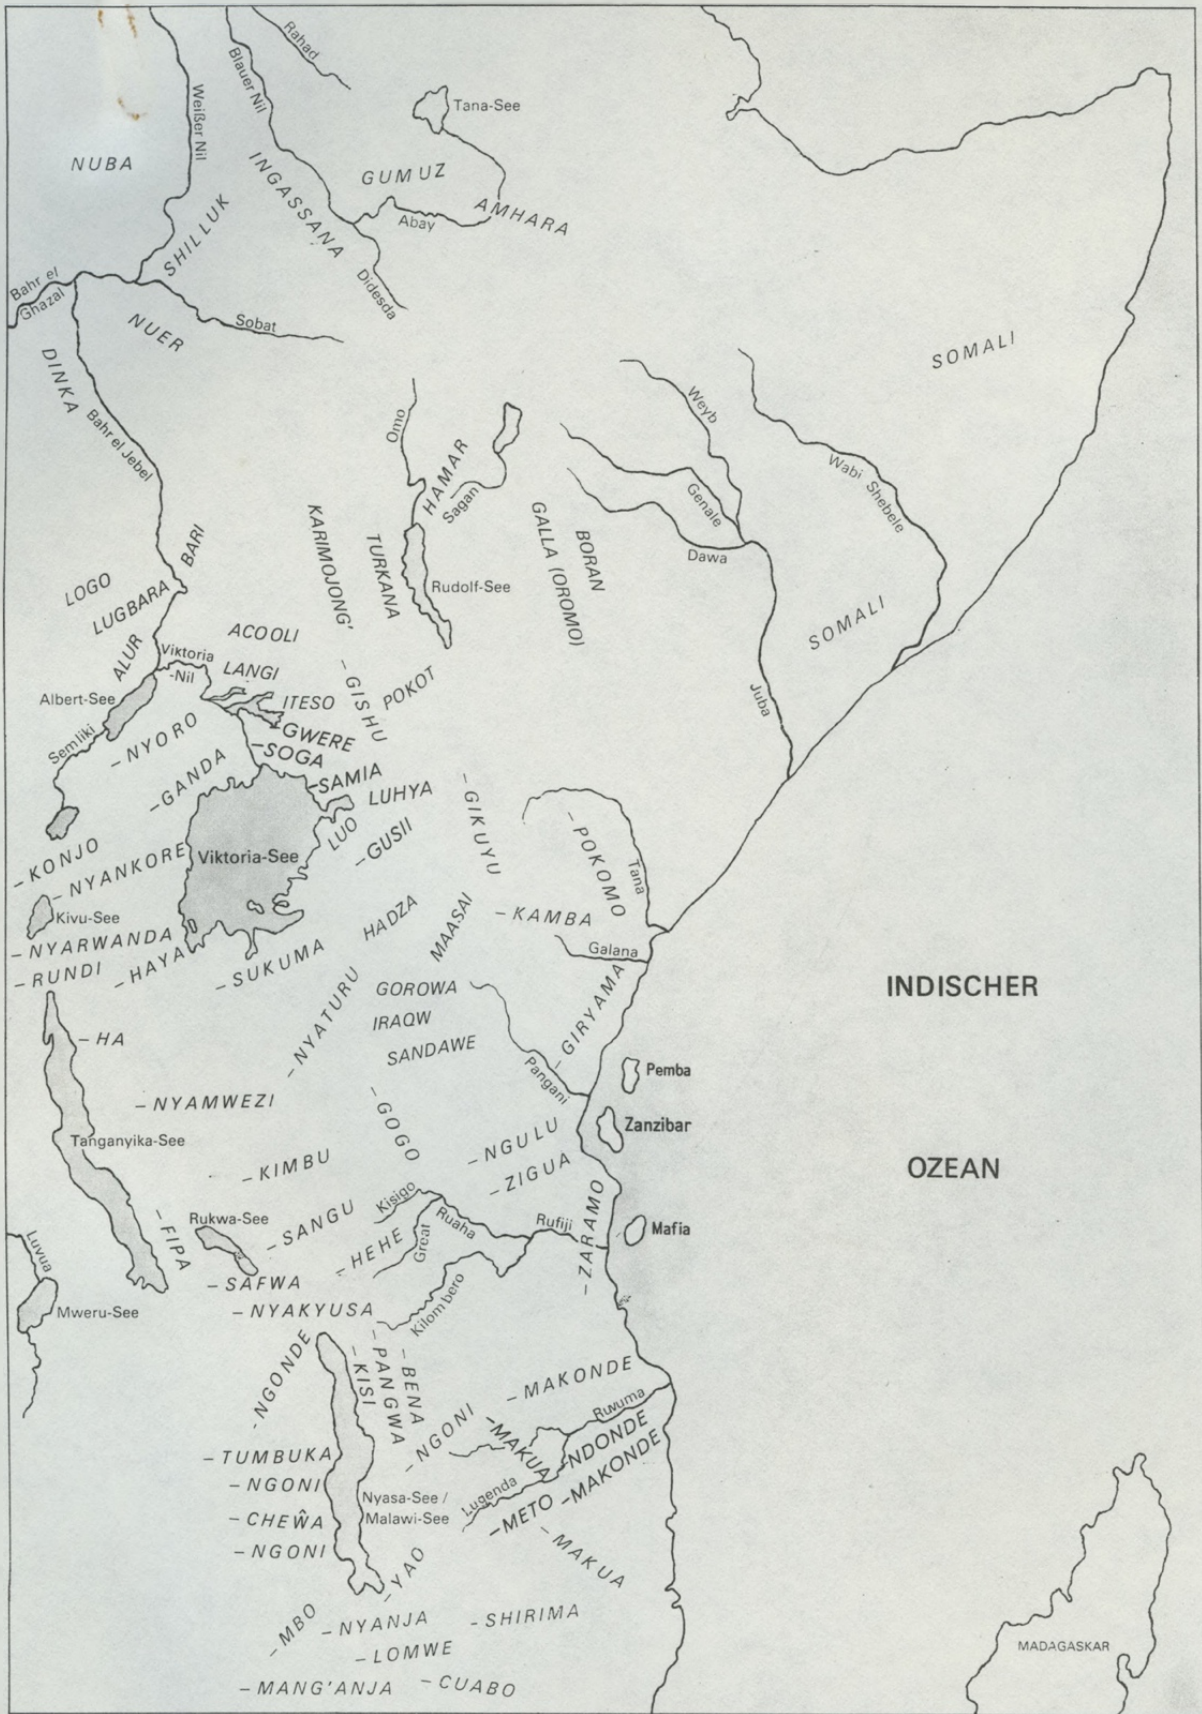 Rahad
Blauer Nil
Weißer Nil
Tana-See
NUBA
INGASSANA
GUMUZ
SHILLUK
AMHARA
Abay
Bahr el
Ghazal
Didesda
NUER
Sobat
SOMALI
DINKA
Bahr el Jebel
Omo
Weyb
HAMAR
Sagan
Wabi Shebele
Genale
KARIMOJONG'
TURKANA
GALLA (OROMO)
BORAN
Dawa
BARI
LOGO
LUGBARA
Rudolf-See
SOMALI
ALUR
ACOOLI
Viktoria
-Nil
LANGI
-GISHU
POKOT
Albert-See
ITESO
Juba
Semliki
-NYORO
-GWERE
-SOGA
-GANDA
-SAMIA
LUHYA
-GIKUYU
LUO
-GUSII
-POKOMO
Tana
-KONJO
-NYANKORE
Viktoria-See
Kivu-See
HADZA
MAASAI
-KAMBA
-NYARWANDA
Galana
-RUNDI
-HAYA
-SUKUMA
-NYATURU
GOROWA
-GIRYAMA
INDISCHER
IRAQW
-HA
SANDAWE
Pangani
Pemba
-NYAMWEZI
-GOGO
Zanzibar
Tanganyika-See
-NGULU
-KIMBU
-ZIGUA
OZEAN
Kisigo
-FIPA
Rukwa-See
-SANGU
Ruaha
Great
Rufiji
-ZARAMO
Mafia
Luvua
-HEHE
-SAFWA
Kilombero
Mweru-See
-NYAKYUSA
-NGONDE
-KISI
-PANGWA
-BENA
-MAKONDE
Ruvuma
-NGONI
-MAKUA
-NDONDE
-TUMBUKA
-MAKONDE
-NGONI
Nyasa-See /
Malawi-See
Lugenda
-CHEŴA
-METO
-NGONI
-MAKUA
-YAO
-MBO
-NYANJA
-SHIRIMA
-LOMWE
MADAGASKAR
-MANG'ANJA
-CUABO